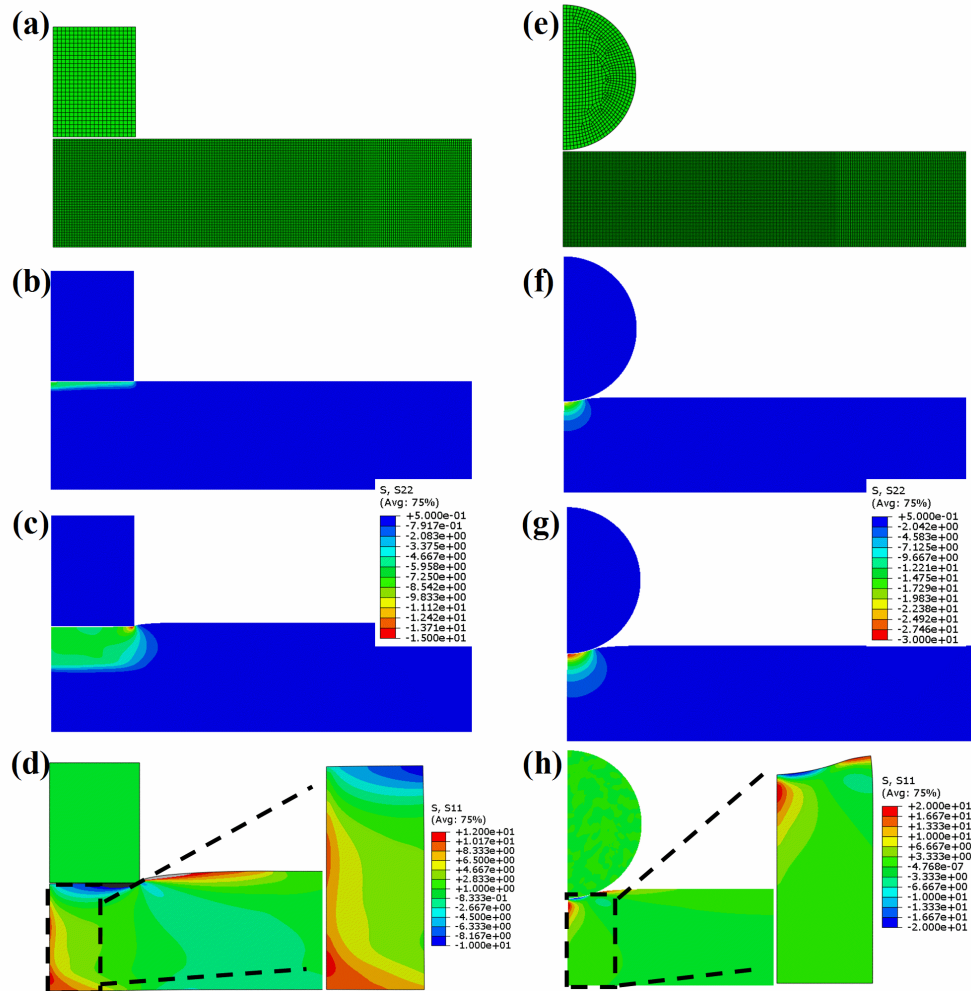 (a)
(e)
(b)
(f)
S, S22
(Avg: 75%)
+5.000e-01
-7.917e-01
-2.083e+00
-3.375e+00
-4.667e+00
-5.958e+00
-7.250e+00
-8.542e+00
-9.833e+00
-1.112e+01
-1.242e+01
-1.371e+01
-1.500e+01
S, S22
(Avg: 75%)
+5.000e-01
-2.042e+00
-4.583e+00
-7.125e+00
-9.667e+00
-1.221e+01
-1.475e+01
-1.729e+01
-1.983e+01
-2.238e+01
-2.492e+01
-2.746e+01
-3.000e+01
(c)
(g)
(d)
(h)
S, S11
(Avg: 75%)
+1.200e+01
+1.017e+01
+8.333e+00
+6.500e+00
+4.667e+00
+2.833e+00
+1.000e+00
-8.333e-01
-2.667e+00
-4.500e+00
-6.333e+00
-8.167e+00
-1.000e+01
S, S11
(Avg: 75%)
+2.000e+01
+1.667e+01
+1.333e+01
+1.000e+01
+6.667e+00
+3.333e+00
-4.768e-07
-3.333e+00
-6.667e+00
-1.000e+01
-1.333e+01
-1.667e+01
-2.000e+01